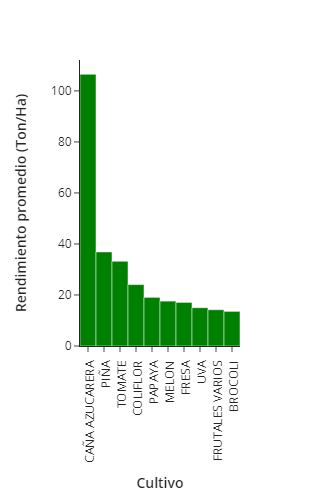 Rendimiento promedio (Ton/Ha)
100
80
60
40
20
0
CAÑA AZUCARERA
PIÑA
TOMATE
COLIFLOR
PAPAYA
MELON
FRESA
UVA
FRUTALES VARIOS
BROCOLI
Cultivo